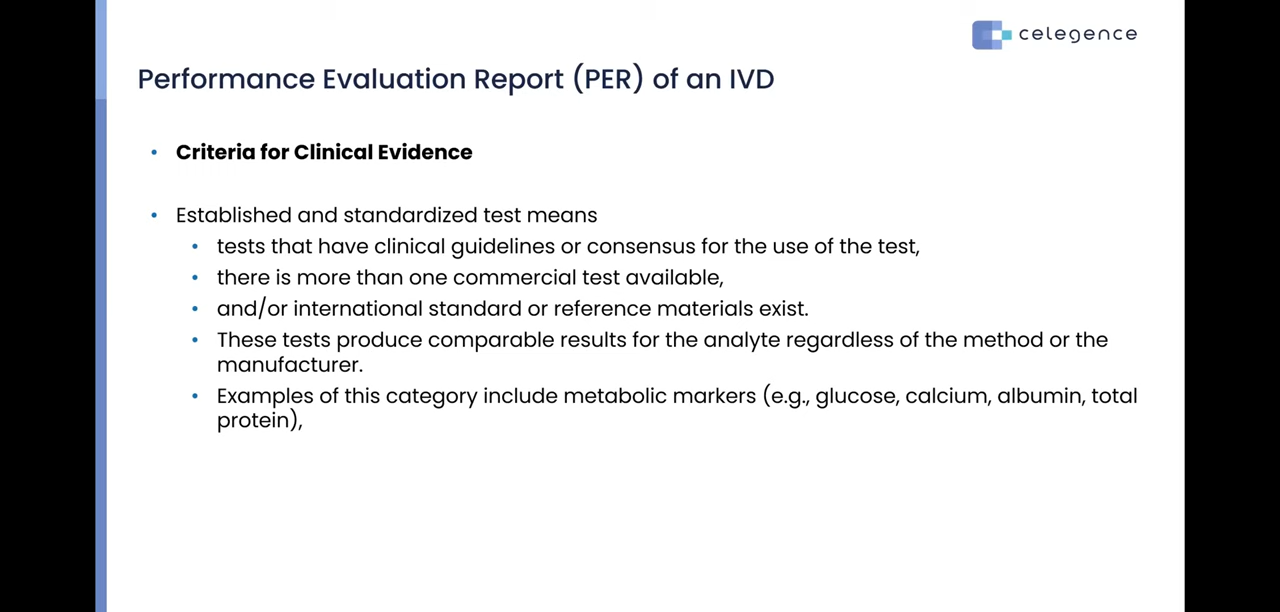 celegence
Performance Evaluation Report (PER) of an IVD
• Criteria for Clinical Evidence
• Established and standardized test means
• tests that have clinical guidelines or consensus for the use of the test,
• there is more than one commercial test available,
• and/or international standard or reference materials exist.
• These tests produce comparable results for the analyte regardless of the method or the
manufacturer.
• Examples of this category include metabolic markers (e.g., glucose, calcium, albumin, total
protein),